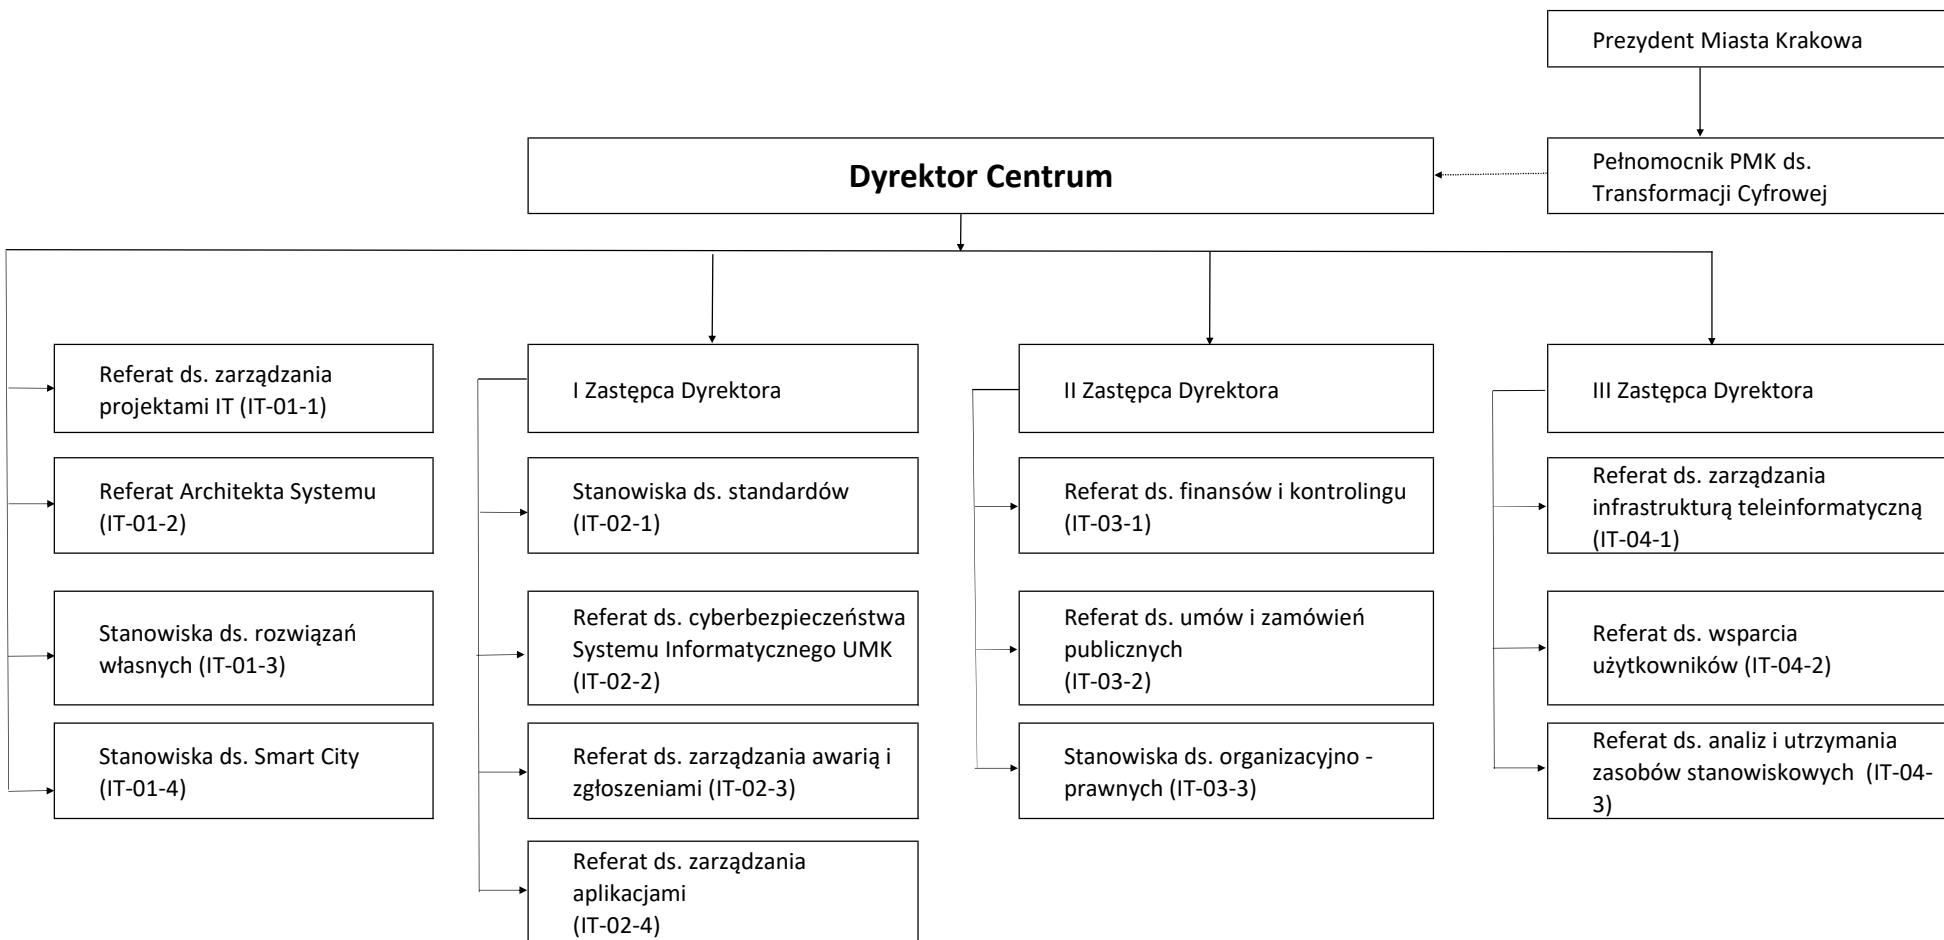 Prezydent Miasta Krakowa
Dyrektor Centrum
Pełnomocnik PMK ds.
Transformacji Cyfrowej
Referat ds. zarządzania
projektami IT (IT-01-1)
Referat Architekta Systemu
(IT-01-2)
Stanowiska ds. rozwiązań
własnych (IT-01-3)
Stanowiska ds. Smart City
(IT-01-4)
I Zastępca Dyrektora
Stanowiska ds. standardów
(IT-02-1)
Referat ds. cyberbezpieczeństwa
Systemu Informatycznego UMK
(IT-02-2)
Referat ds. zarządzania awarią i
zgłoszeniami (IT-02-3)
Referat ds. zarządzania
aplikacjami
(IT-02-4)
II Zastępca Dyrektora
Referat ds. finansów i kontrolingu
(IT-03-1)
Referat ds. umów i zamówień
publicznych
(IT-03-2)
Stanowiska ds. organizacyjno -
prawnych (IT-03-3)
III Zastępca Dyrektora
Referat ds. zarządzania
infrastrukturą teleinformatyczną
(IT-04-1)
Referat ds. wsparcia
użytkowników (IT-04-2)
Referat ds. analiz i utrzymania
zasobów stanowiskowych (IT-04-
3)